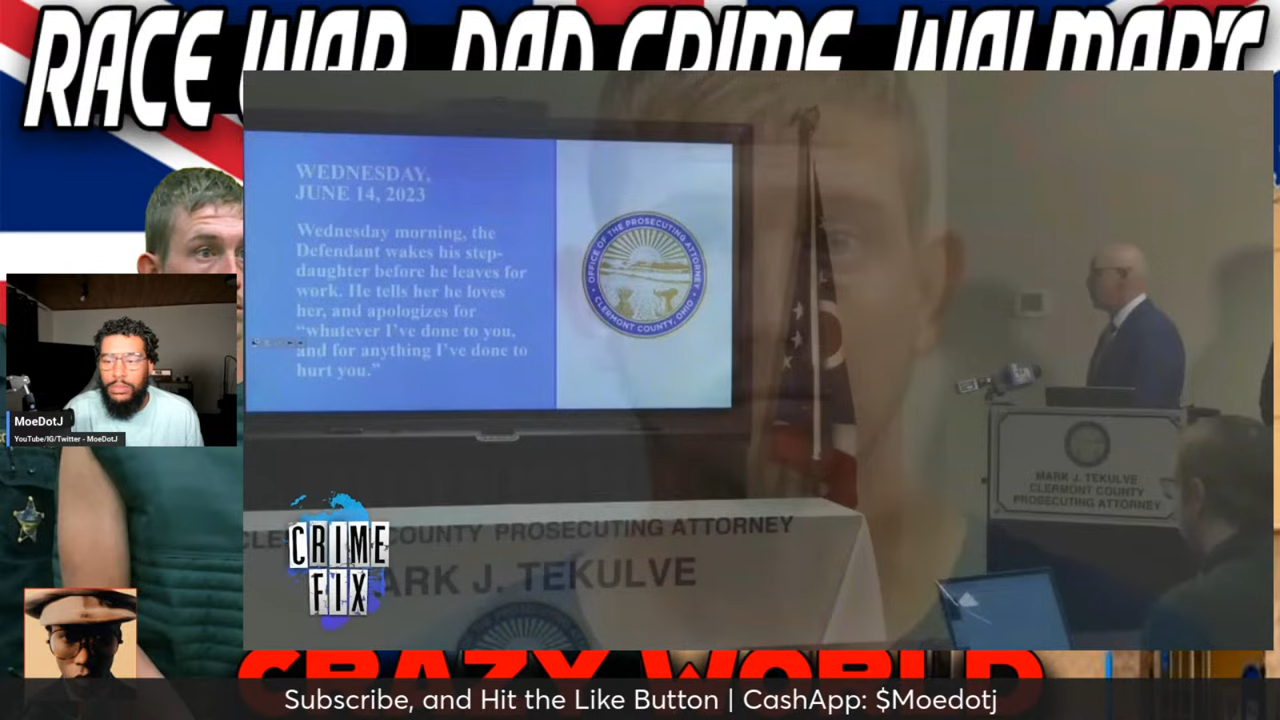 RACE WAR, DAD CRIME, WALMART
WEDNESDAY,
JUNE 14, 2023
Wednesday morning, the
Defendant wakes his step-
daughter before he leaves for
work. He tells her he loves
her, and apologizes for
“whatever I’ve done to you,
and for anything I’ve done to
hurt you.”
OFFICE OF THE PROSECUTING ATTORNEY
CLERMONT COUNTY, OHIO
MoeDotJ
YouTube/IG/Twitter - MoeDotJ
MARK J. TEKULVE
CLERMONT COUNTY
PROSECUTING ATTORNEY
CRIME
FIX
CLE COUNTY PROSECUTING ATTORNEY
ARK J. TEKULVE
CRAZY WORLD
Subscribe, and Hit the Like Button | CashApp: $Moedotj